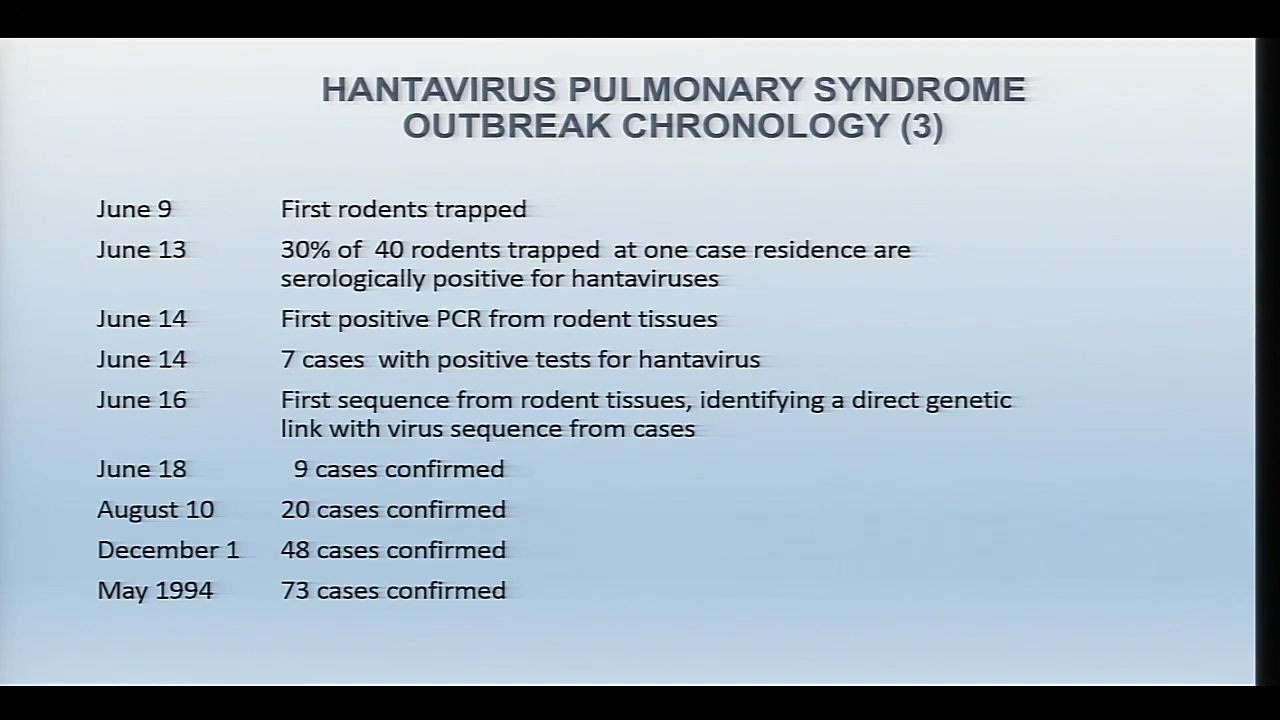 HANTAVIRUS PULMONARY SYNDROME
OUTBREAK CHRONOLOGY (3)
June 9 First rodents trapped
June 13 30% of 40 rodents trapped at one case residence are
serologically positive for hantaviruses
June 14 First positive PCR from rodent tissues
June 14 7 cases with positive tests for hantavirus
June 16 First sequence from rodent tissues, identifying a direct genetic
link with virus sequence from cases
June 18 9 cases confirmed
August 10 20 cases confirmed
December 1 48 cases confirmed
May 1994 73 cases confirmed